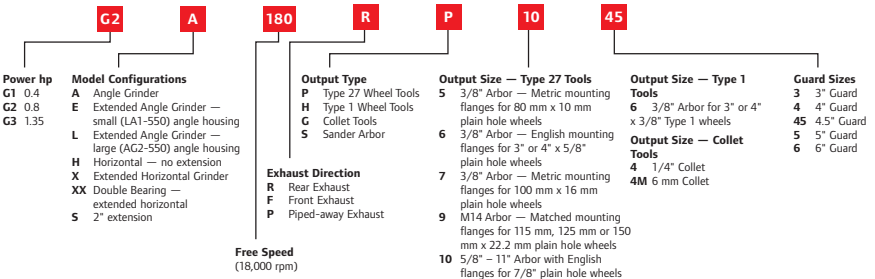 G2 A 180 R P 10 45
Power hp
G1 0.4
G2 0.8
G3 1.35
Model Configurations
A Angle Grinder
E Extended Angle Grinder —
small (LA1-550) angle housing
L Extended Angle Grinder —
large (AG2-550) angle housing
H Horizontal — no extension
X Extended Horizontal Grinder
XX Double Bearing —
extended horizontal
S 2" extension
Free Speed
(18,000 rpm)
Exhaust Direction
R Rear Exhaust
F Front Exhaust
P Piped-away Exhaust
Output Type
P Type 27 Wheel Tools
H Type 1 Wheel Tools
G Collet Tools
S Sander Arbor
Output Size — Type 27 Tools
5 3/8" Arbor — Metric mounting
flanges for 80 mm x 10 mm
plain hole wheels
6 3/8" Arbor — English mounting
flanges for 3" or 4" x 5/8"
plain hole wheels
7 3/8" Arbor — Metric mounting
flanges for 100 mm x 16 mm
plain hole wheels
9 M14 Arbor — Matched mounting
flanges for 115 mm, 125 mm or 150
mm x 22.2 mm plain hole wheels
10 5/8" – 11" Arbor with English
flanges for 7/8" plain hole wheels
Output Size — Type 1
Tools
6 3/8" Arbor for 3" or 4"
x 3/8" Type 1 wheels
Output Size — Collet
Tools
4 1/4" Collet
4M 6 mm Collet
Guard Sizes
3 3" Guard
4 4" Guard
45 4.5" Guard
5 5" Guard
6 6" Guard